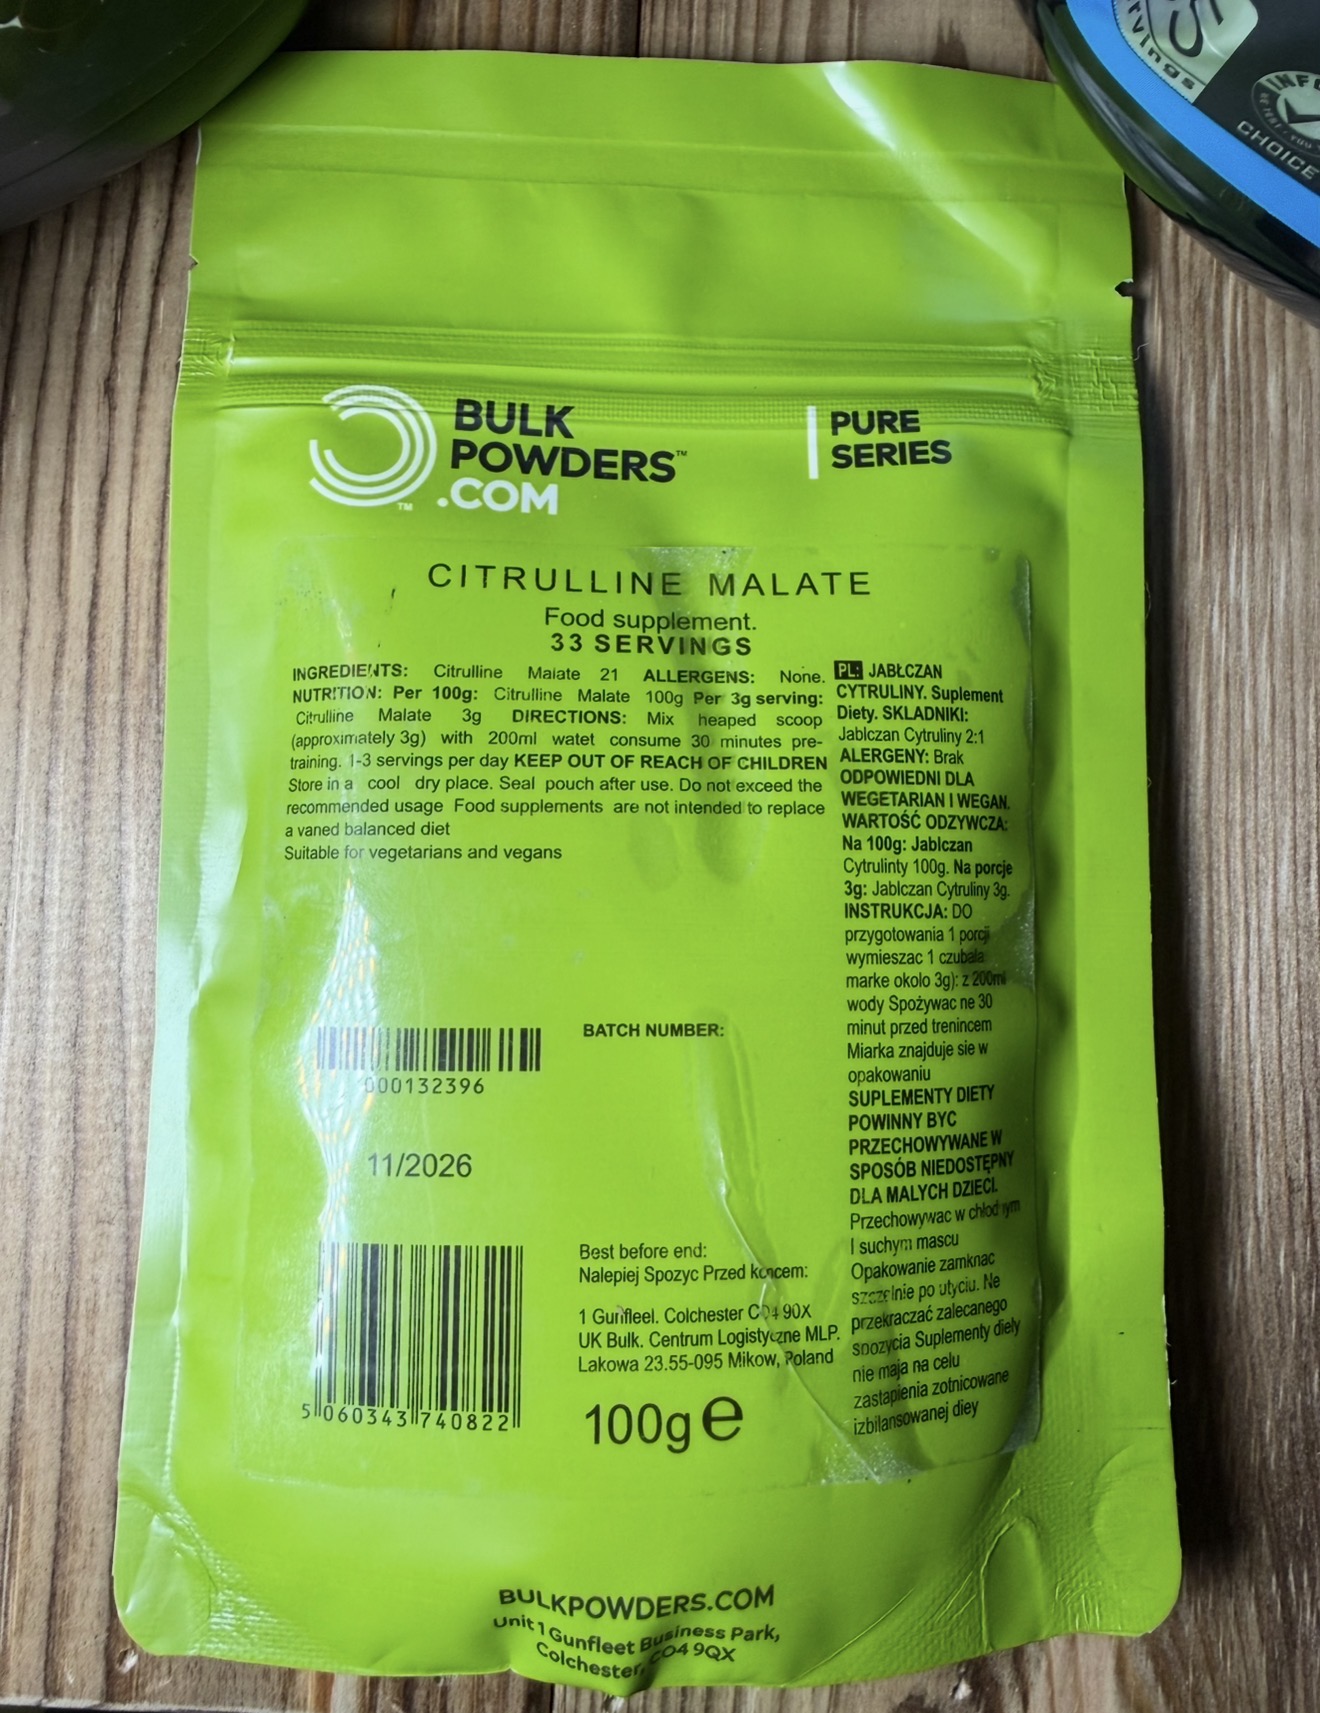 BULK
POWDERS™
.COM
™
PURE
SERIES
CITRULLINE MALATE
Food supplement.
33 SERVINGS
INGREDIENTS: Citrulline Malate 21 ALLERGENS: None.
NUTRITION: Per 100g: Citrulline Malate 100g Per 3g serving:
Citrulline Malate 3g DIRECTIONS: Mix heaped scoop
(approximately 3g) with 200ml watet consume 30 minutes pre-
training. 1-3 servings per day KEEP OUT OF REACH OF CHILDREN
Store in a cool dry place. Seal pouch after use. Do not exceed the
recommended usage Food supplements are not intended to replace
a vaned balanced diet
Suitable for vegetarians and vegans
PL: JABŁCZAN
CYTRULINY. Suplement
Diety. SKLADNIKI:
Jablczan Cytruliny 2:1
ALERGENY: Brak
ODPOWIEDNI DLA
WEGETARIAN I WEGAN.
WARTOŚĆ ODZYWCZA:
Na 100g: Jablczan
Cytrulinty 100g. Na porcje
3g: Jablczan Cytruliny 3g.
INSTRUKCJA: DO
przygotowania 1 porcji
wymieszac 1 czubala
marke okolo 3g): z 200ml
wody Spożywac ne 30
minut przed trenincem
Miarka znajduje sie w
opakowaniu
SUPLEMENTY DIETY
POWINNY BYC
PRZECHOWYWANE W
SPOSÓB NIEDOSTĘPNY
DLA MALYCH DZIECI.
Przechowywac w chlodnym
I suchym mascu
Opakowanie zamknac
szczelnie po utyciu. Ne
przekraczać zalecanego
spozycia Suplementy diely
nie maja na celu
zastapienia zotnicowane
izbilansowanej diey
000132396
BATCH NUMBER:
11/2026
5 060343 740822
Best before end:
Nalepiej Spozyc Przed koncem:
1 Gunfleel. Colchester CO4 90X
UK Bulk. Centrum Logistyczne MLP.
Lakowa 23.55-095 Mikow, Poland
100g e
BULKPOWDERS.COM
Unit 1 Gunfleet Business Park,
Colchester, CO4 9QX
rvings
INF
CHOICE